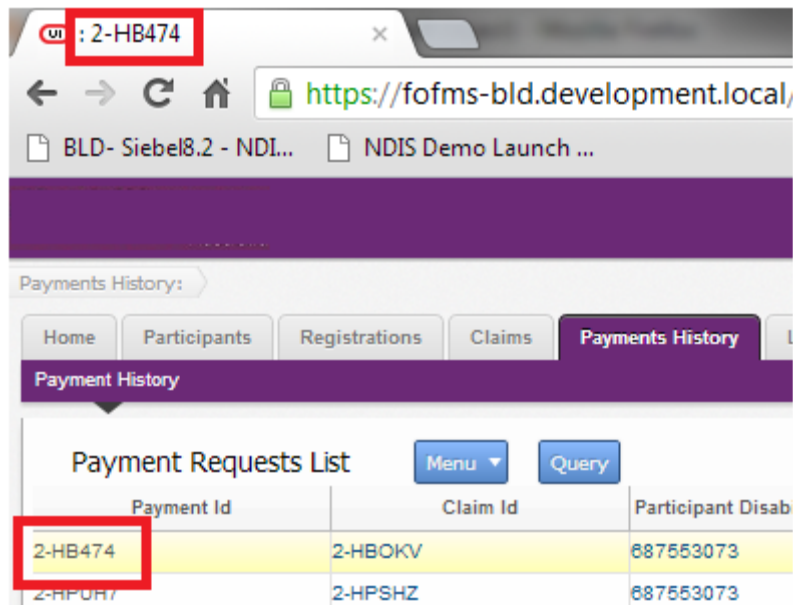 : 2-HB474
https://fofms-bld.development.local/
BLD- Siebel8.2 - NDI... NDIS Demo Launch ...
Payments History:
Home Participants Registrations Claims Payments History L
Payment History
Payment Requests List Menu Query
Payment Id Claim Id Participant Disab
2-HB474 2-HBOKV 687553073
2-HPUH7 2-HPSHZ 687553073